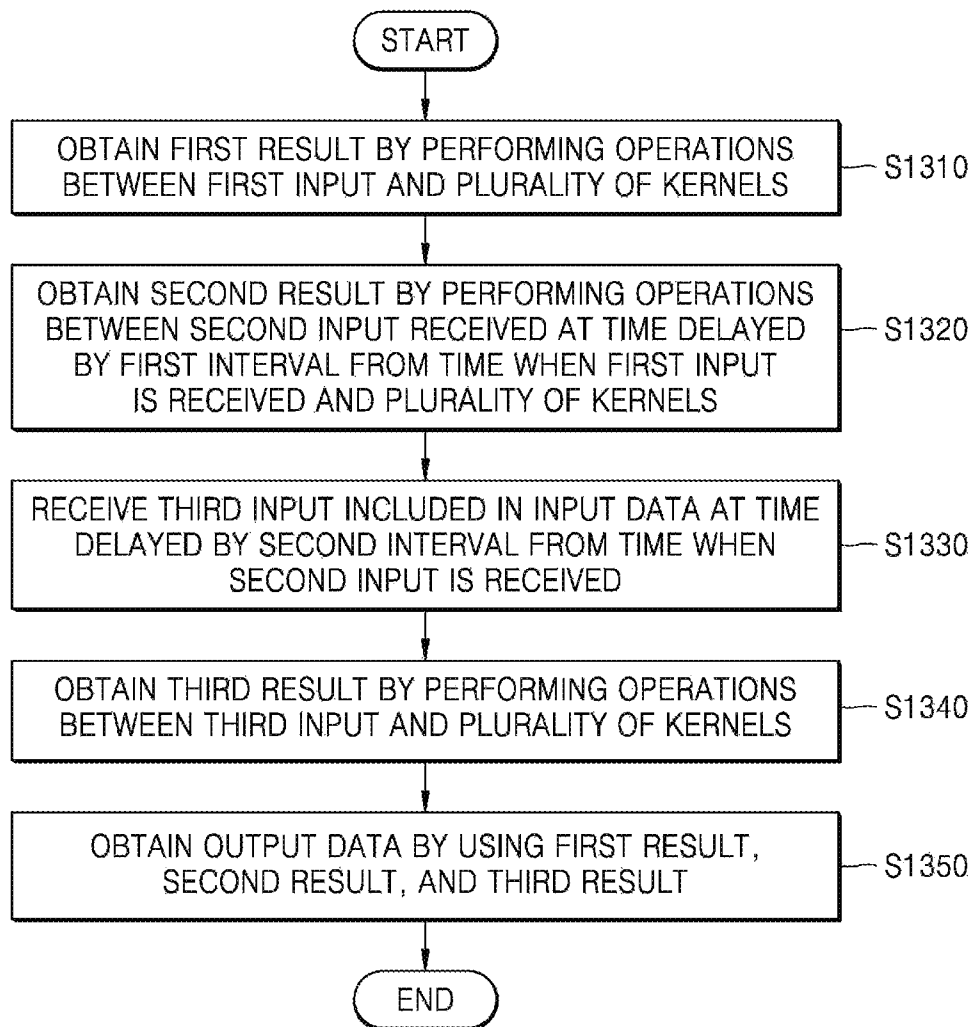 START
OBTAIN FIRST RESULT BY PERFORMING OPERATIONS
BETWEEN FIRST INPUT AND PLURALITY OF KERNELS
S1310
OBTAIN SECOND RESULT BY PERFORMING OPERATIONS
BETWEEN SECOND INPUT RECEIVED AT TIME DELAYED
BY FIRST INTERVAL FROM TIME WHEN FIRST INPUT
IS RECEIVED AND PLURALITY OF KERNELS
S1320
RECEIVE THIRD INPUT INCLUDED IN INPUT DATA AT TIME
DELAYED BY SECOND INTERVAL FROM TIME WHEN
SECOND INPUT IS RECEIVED
S1330
OBTAIN THIRD RESULT BY PERFORMING OPERATIONS
BETWEEN THIRD INPUT AND PLURALITY OF KERNELS
S1340
OBTAIN OUTPUT DATA BY USING FIRST RESULT,
SECOND RESULT, AND THIRD RESULT
S1350
END